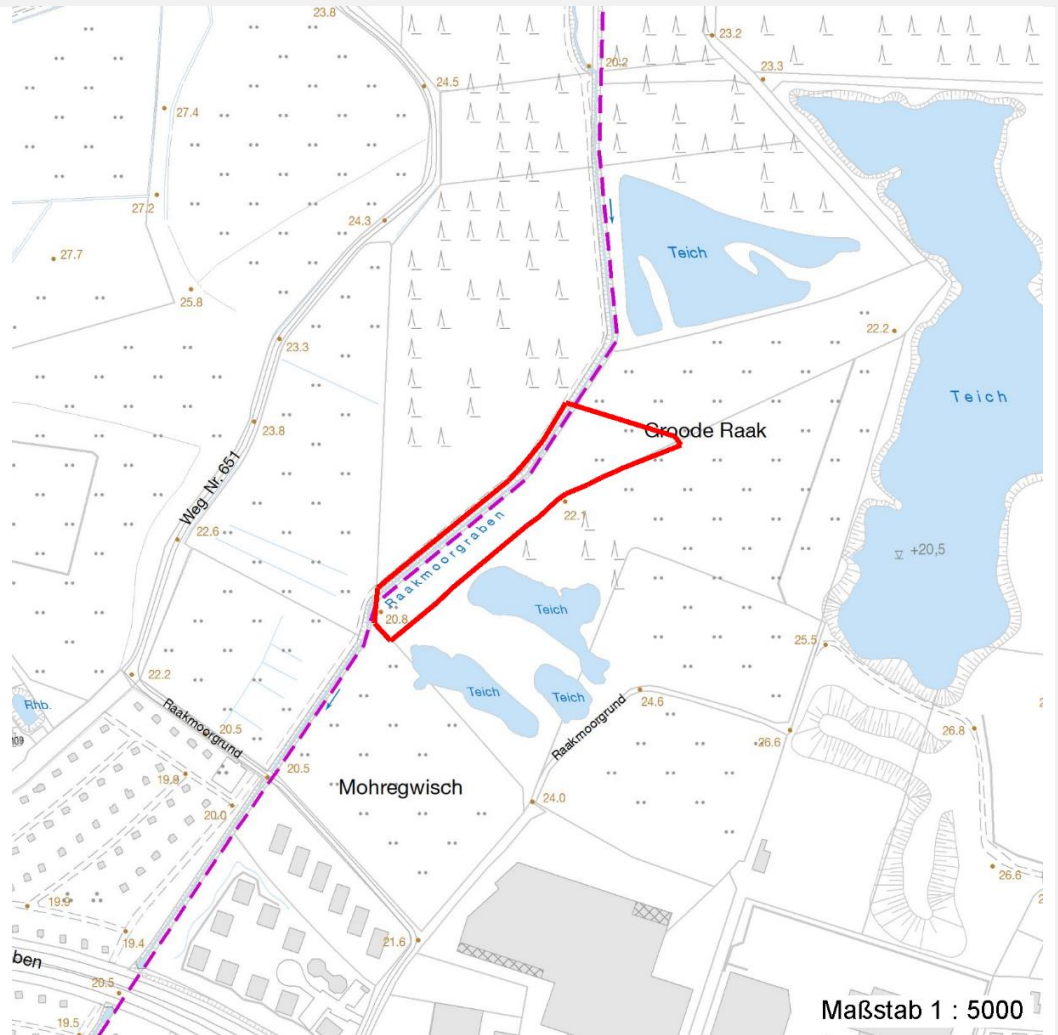 23.8
23.2
20.2
23.3
24.5
27.4
27.2
24.3
27.7
Teich
25.8
22.2
23.3
Teich
23.8
Groode Raak
Weg Nr. 651
22.1
22.6
Raakmoorgraben
+20,5
20.8
Teich
25.5
22.2
Teich
Teich
24.6
Rhb.
Raakmoorgrund
20.5
Raakmoorgrund
26.6
26.8
19.9
20.5
Mohregwisch
20.0
24.0
26.6
19.9
19.4
21.6
ben
20.5
19.5
Maßstab 1 : 5000